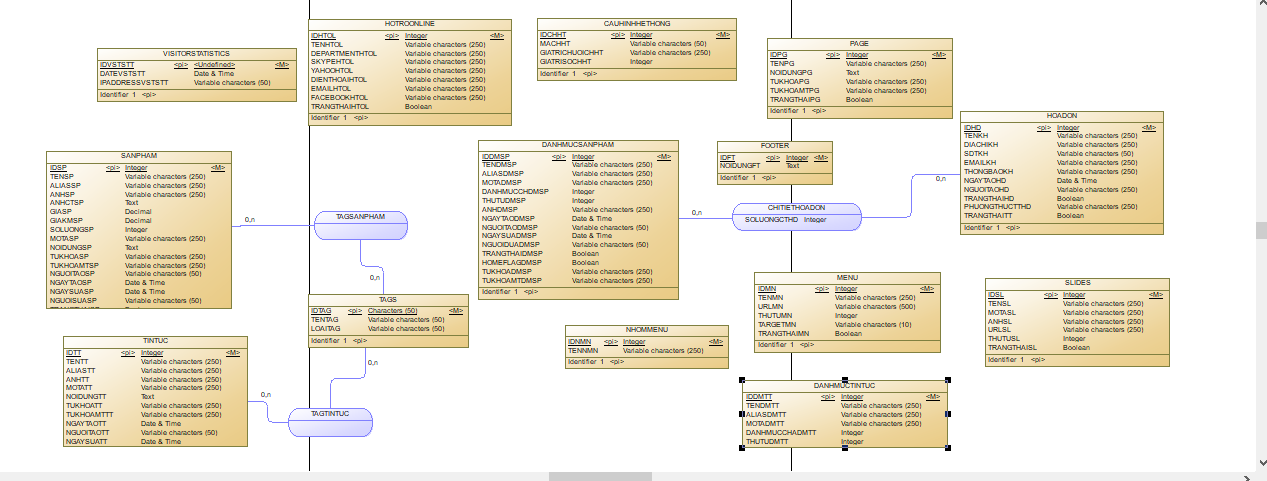 VISITORSTATISTICS
IDVSTSTT <pi> <Undefined> <M>
DATEVSTSTT Date & Time
IPADDRESSVSTSTT Variable characters (50)
Identifier 1 <pi>
HOTROONLINE
IDHTOL <pi> Integer <M>
TENHTOL Variable characters (250)
DEPARTMENTHTOL Variable characters (250)
SKYPEHTOL Variable characters (250)
YAHOOHTOL Variable characters (250)
DIENTHOAIHTOL Variable characters (250)
EMAILHTOL Variable characters (250)
FACEBOOKHTOL Variable characters (250)
TRANGTHAIHTOL Boolean
Identifier 1 <pi>
CAUHINHHETHONG
IDCHHT <pi> Integer <M>
MACHHT Variable characters (50)
GIATRICHUOICHHT Variable characters (250)
GIATRISOCHHT Integer
Identifier 1 <pi>
PAGE
IDPG <pi> Integer <M>
TENPG Variable characters (250)
NOIDUNGPG Text
TUKHOAPG Variable characters (250)
TUKHOAMTPG Variable characters (250)
TRANGTHAIPG Boolean
Identifier 1 <pi>
HOADON
IDHD <pi> Integer <M>
TENKH Variable characters (250)
DIACHIKH Variable characters (250)
SDTKH Variable characters (50)
EMAILKH Variable characters (250)
THONGBAOKH Variable characters (250)
NGAYTAOHD Date & Time
NGUOITAOHD Variable characters (250)
TRANGTHAIHD Boolean
PHUONGTHUCTTHD Variable characters (250)
TRANGTHAITT Boolean
Identifier 1 <pi>
SANPHAM
IDSP <pi> Integer <M>
TENSP Variable characters (250)
ALIASSP Variable characters (250)
ANHSP Variable characters (250)
ANHCTSP Text
GIASP Decimal
GIAKMSP Decimal
SOLUONGSP Integer
MOTASP Variable characters (250)
NOIDUNGSP Text
TUKHOASP Variable characters (250)
TUKHOAMTSP Variable characters (250)
NGUOITAOSP Variable characters (50)
NGAYTAOSP Date & Time
NGAYSUASP Date & Time
NGUOISUASP Variable characters (50)
0,n
TAGSANPHAM
0,n
DANHMUCSANPHAM
IDDMSP <pi> Integer <M>
TENDMSP Variable characters (250)
ALIASDMSP Variable characters (250)
MOTADMSP Variable characters (250)
DANHMUCCHDMSP Integer
THUTUDMSP Integer
ANHDMSP Variable characters (250)
NGAYTAODMSP Date & Time
NGUOITAODMSP Variable characters (50)
NGAYSUADMSP Date & Time
NGUOIDUADMSP Variable characters (50)
TRANGTHAIDMSP Boolean
HOMEFLAGDMSP Boolean
TUKHOADMSP Variable characters (250)
TUKHOAMTDMSP Variable characters (250)
Identifier 1 <pi>
FOOTER
IDFT <pi> Integer <M>
NOIDUNGFT Text
Identifier 1 <pi>
0,n
CHITIETHOADON
SOLUONGCTHD Integer
0,n
TAGS
IDTAG <pi> Characters (50) <M>
TENTAG Variable characters (50)
LOAITAG Variable characters (50)
Identifier 1 <pi>
0,n
TINTUC
IDTT <pi> Integer <M>
TENTT Variable characters (250)
ALIASTT Variable characters (250)
ANHTT Variable characters (250)
MOTATT Variable characters (250)
NOIDUNGTT Text
TUKHOATT Variable characters (250)
TUKHOAMTTT Variable characters (250)
NGAYTAOTT Date & Time
NGUOITAOTT Variable characters (50)
NGAYSUATT Date & Time
0,n
TAGTINTUC
NHOMMENU
IDNMN <pi> Integer <M>
TENNMN Variable characters (250)
Identifier 1 <pi>
MENU
IDMN <pi> Integer <M>
TENMN Variable characters (250)
URLMN Variable characters (500)
THUTUMN Integer
TARGETMN Variable characters (10)
TRANGTHAIMN Boolean
Identifier 1 <pi>
SLIDES
IDSL <pi> Integer <M>
TENSL Variable characters (250)
MOTASL Variable characters (250)
ANHSL Variable characters (250)
URLSL Variable characters (250)
THUTUSL Integer
TRANGTHAISL Boolean
Identifier 1 <pi>
DANHMUCTINTUC
IDDMTT <pi> Integer <M>
TENDMTT Variable characters (250)
ALIASDMTT Variable characters (250)
MOTADMTT Variable characters (250)
DANHMUCCHADMTT Integer
THUTUDMTT Integer